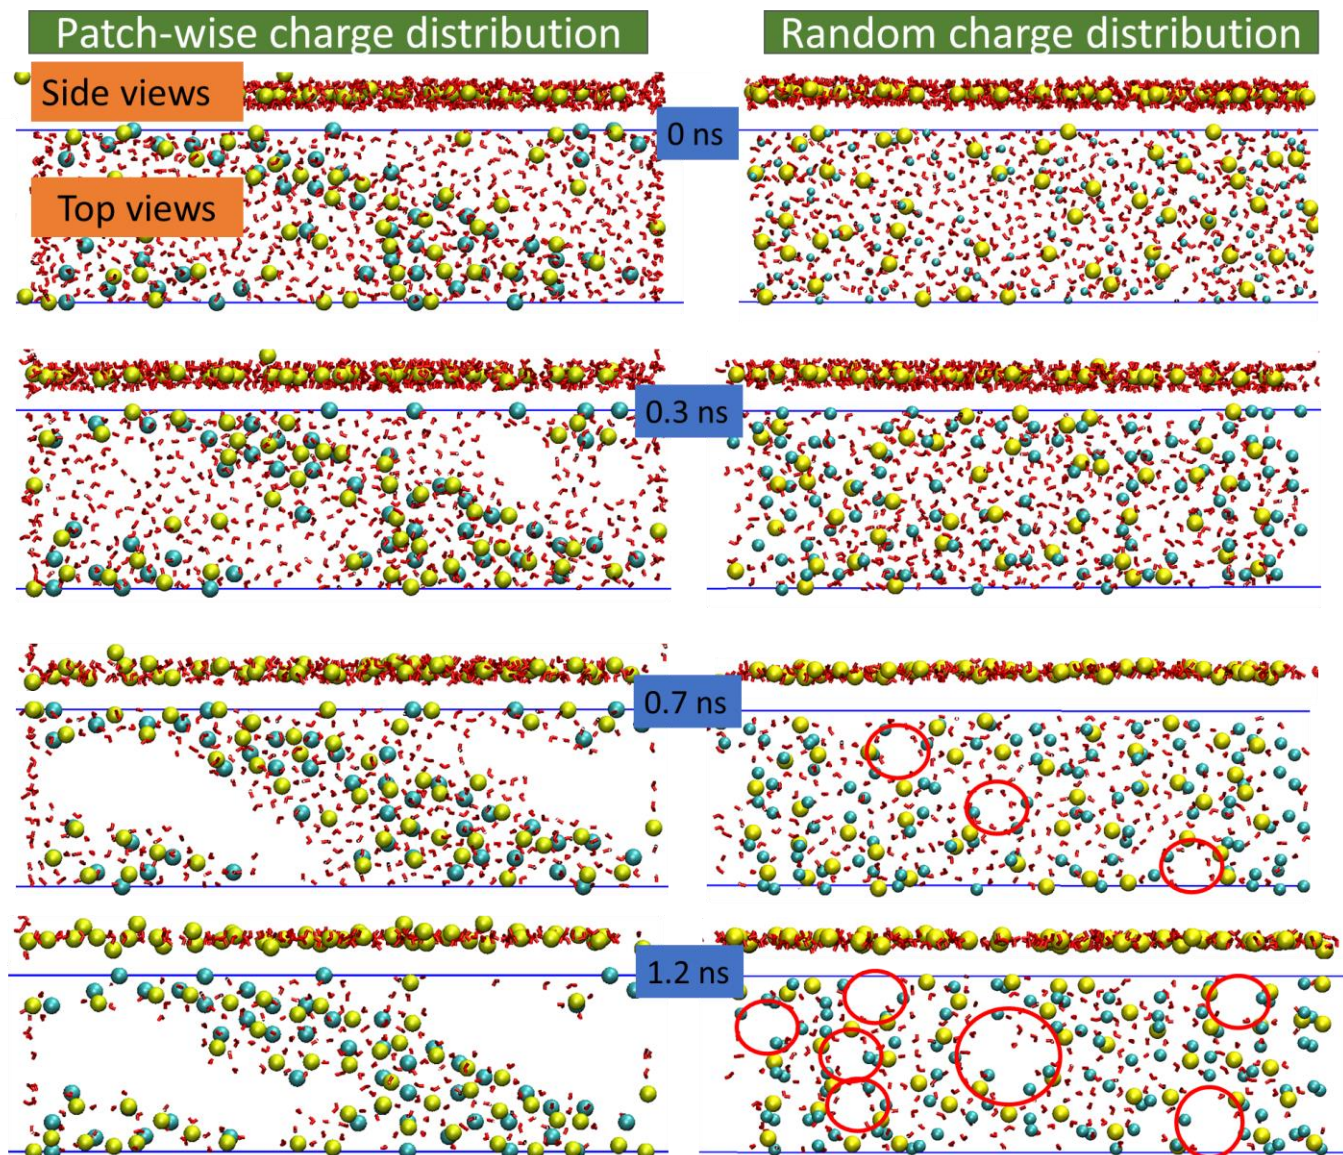 Patch-wise charge distribution
Random charge distribution
Side views
0 ns
Top views
0.3 ns
0.7 ns
1.2 ns